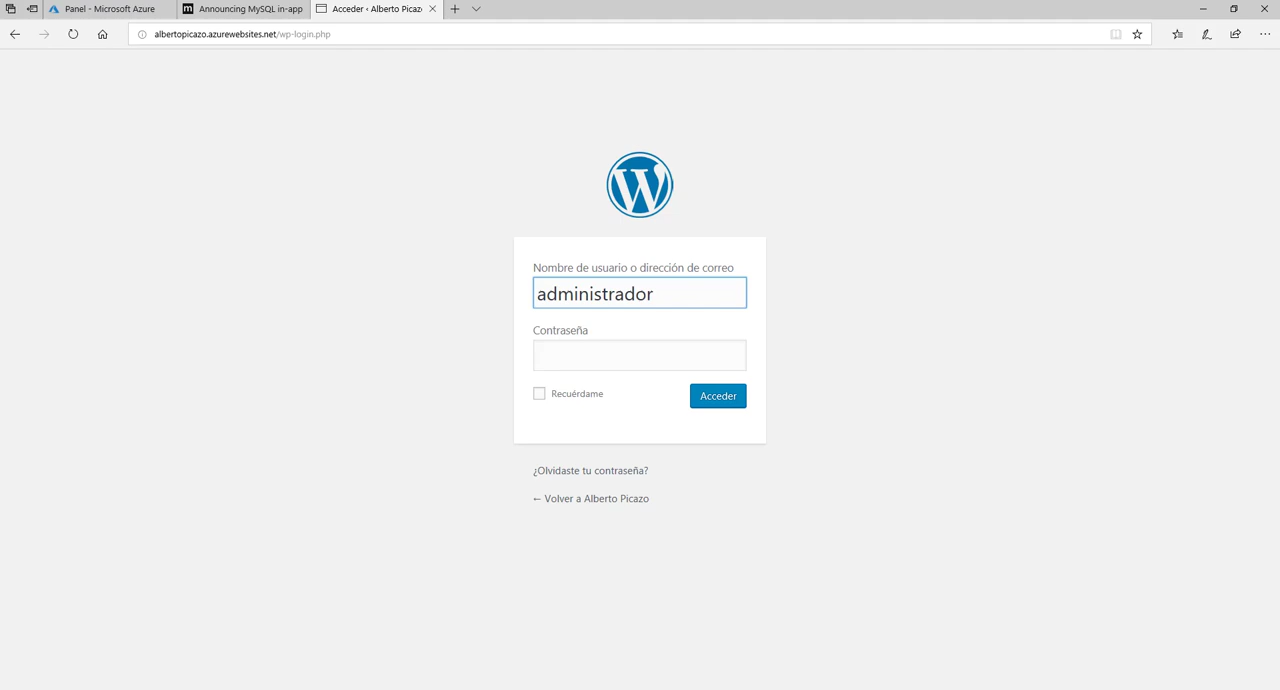 Panel - Microsoft Azure
Announcing MySQL in-app
Acceder ‹ Alberto Picazo
albertopicazo.azurewebsites.net/wp-login.php
Nombre de usuario o dirección de correo
administrador
Contraseña
Recuérdame
Acceder
¿Olvidaste tu contraseña?
← Volver a Alberto Picazo